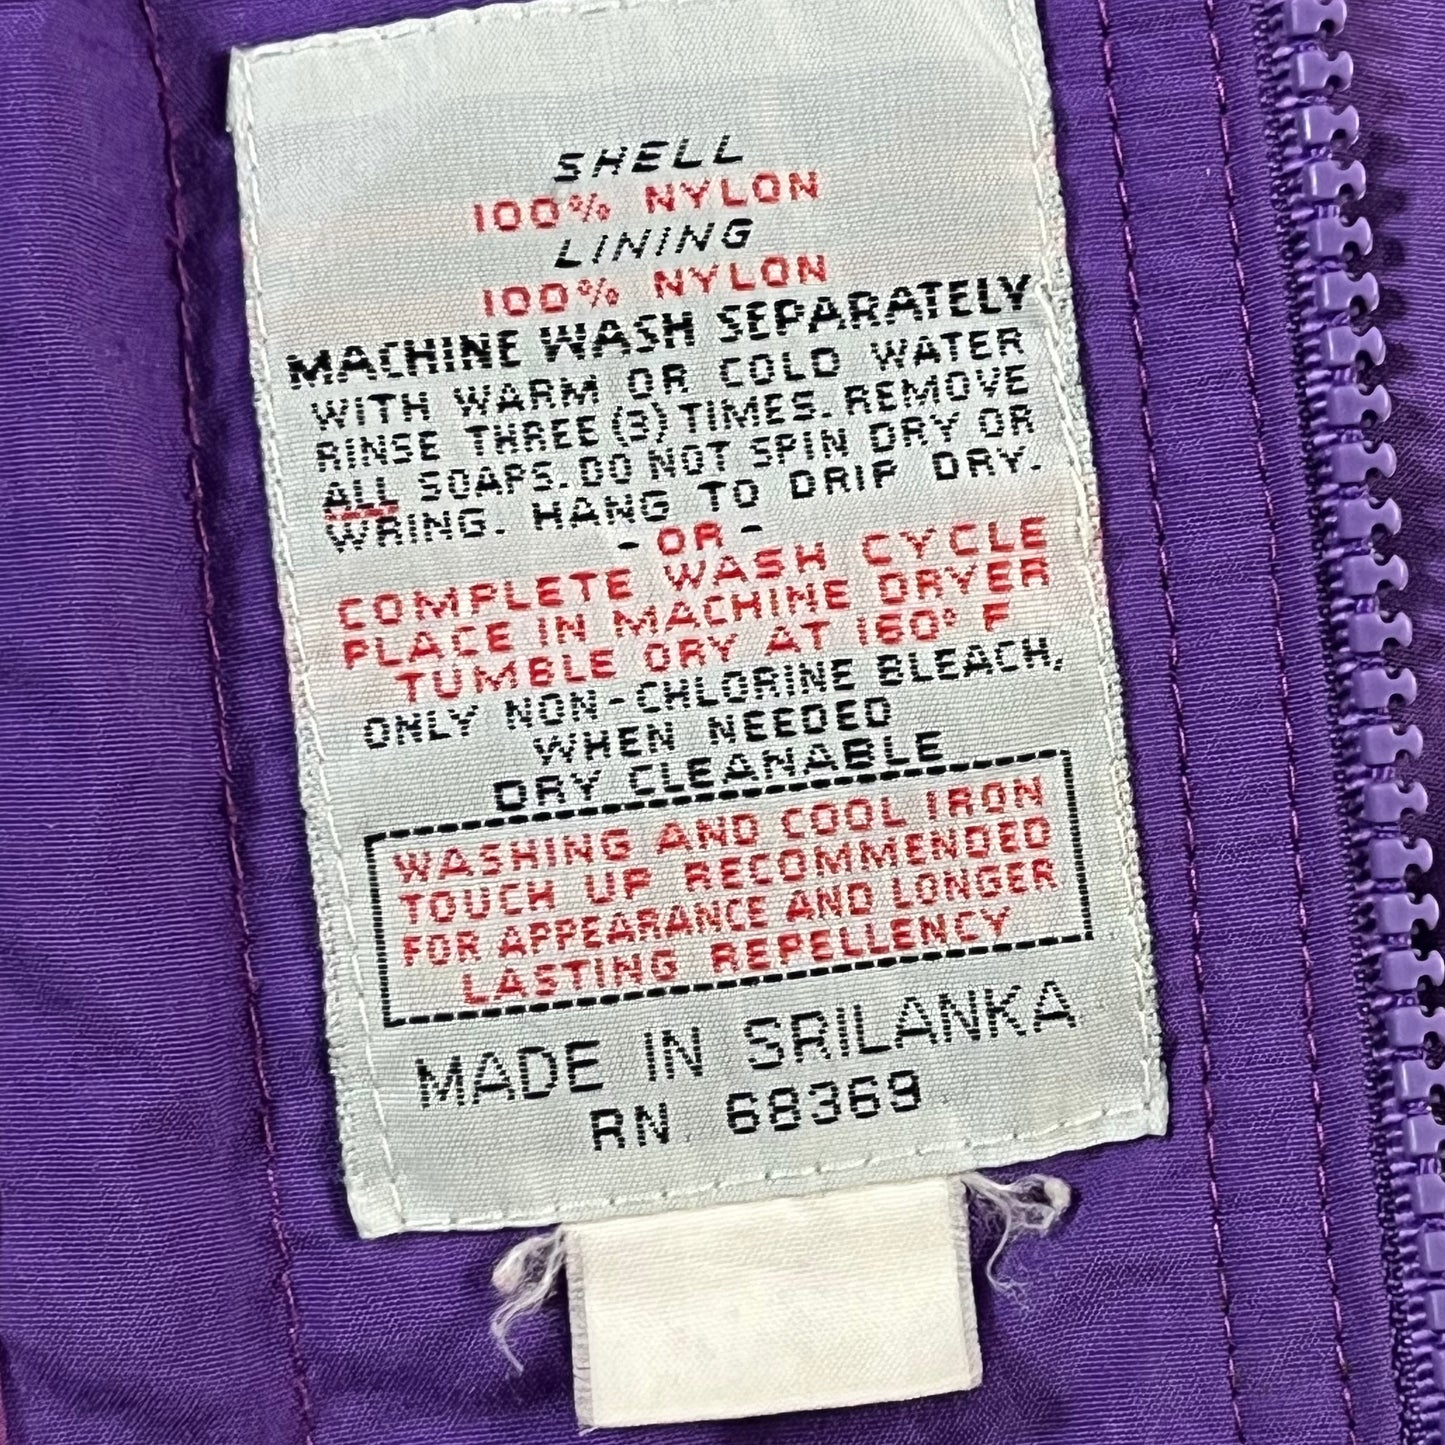 SHELL
100% NYLON
LINING
100% NYLON
MACHINE WASH SEPARATELY
WITH WARM OR COLD WATER
RINSE THREE (3) TIMES. REMOVE
ALL SOAPS. DO NOT SPIN DRY OR
WRING. HANG TO DRIP DRY.
- OR -
COMPLETE WASH CYCLE
PLACE IN MACHINE DRYER
TUMBLE DRY AT 160° F
ONLY NON-CHLORINE BLEACH,
WHEN NEEDED
DRY CLEANABLE
WASHING AND COOL IRON
TOUCH UP RECOMMENDED
FOR APPEARANCE AND LONGER
LASTING REPELLENCY
MADE IN SRILANKA
RN 68369